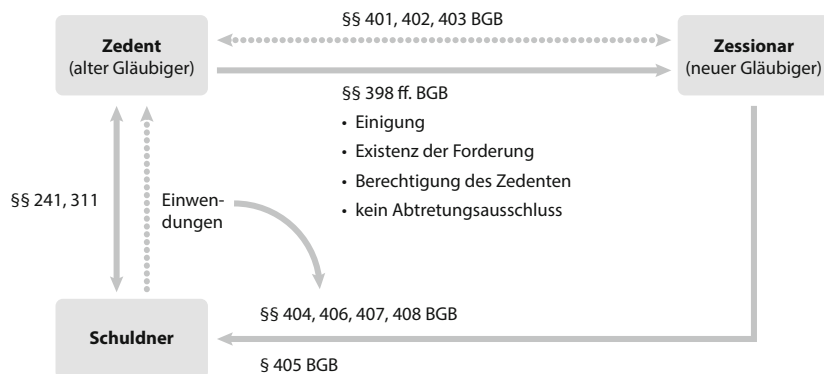 §§ 401, 402, 403 BGB
Zedent
(alter Gläubiger)
Zessionar
(neuer Gläubiger)
§§ 398 ff. BGB
• Einigung
• Existenz der Forderung
• Berechtigung des Zedenten
• kein Abtretungsausschluss
§§ 241, 311
Einwen-
dungen
§§ 404, 406, 407, 408 BGB
Schuldner
§ 405 BGB